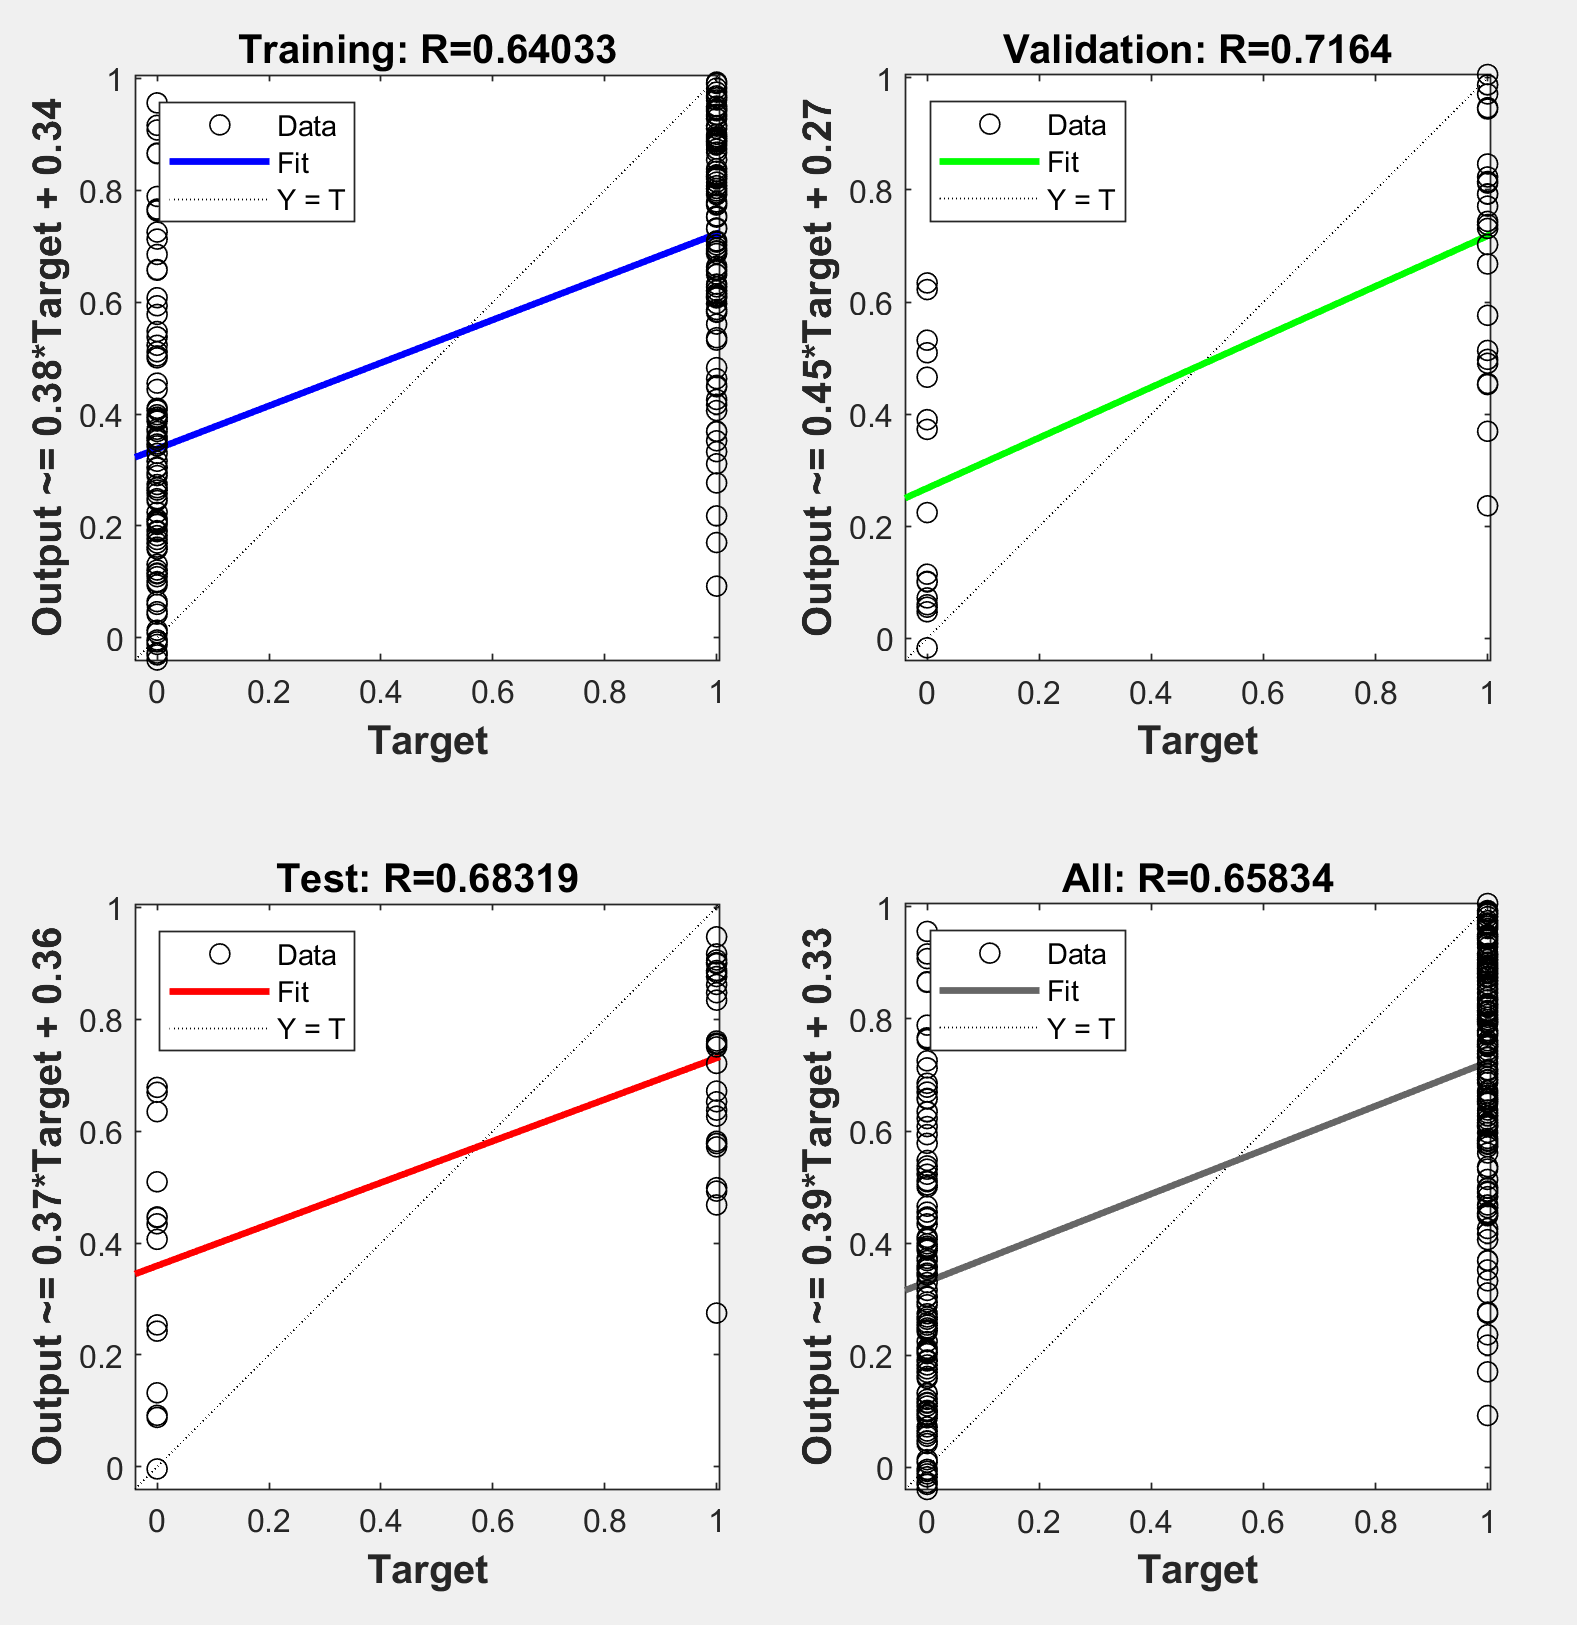 Training: R=0.64033
Output ~= 0.38*Target + 0.34
1
0.8
0.6
0.4
0.2
0
Data
Fit
Y = T
0 0.2 0.4 0.6 0.8 1
Target
Validation: R=0.7164
Output ~= 0.45*Target + 0.27
1
0.8
0.6
0.4
0.2
0
Data
Fit
Y = T
0 0.2 0.4 0.6 0.8 1
Target
Test: R=0.68319
Output ~= 0.37*Target + 0.36
1
0.8
0.6
0.4
0.2
0
Data
Fit
Y = T
0 0.2 0.4 0.6 0.8 1
Target
All: R=0.65834
Output ~= 0.39*Target + 0.33
1
0.8
0.6
0.4
0.2
0
Data
Fit
Y = T
0 0.2 0.4 0.6 0.8 1
Target